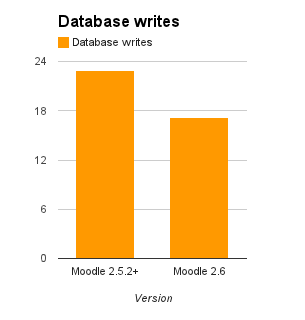 Database writes
Database writes
24
18
12
6
0
Moodle 2.5.2+ Moodle 2.6
Version